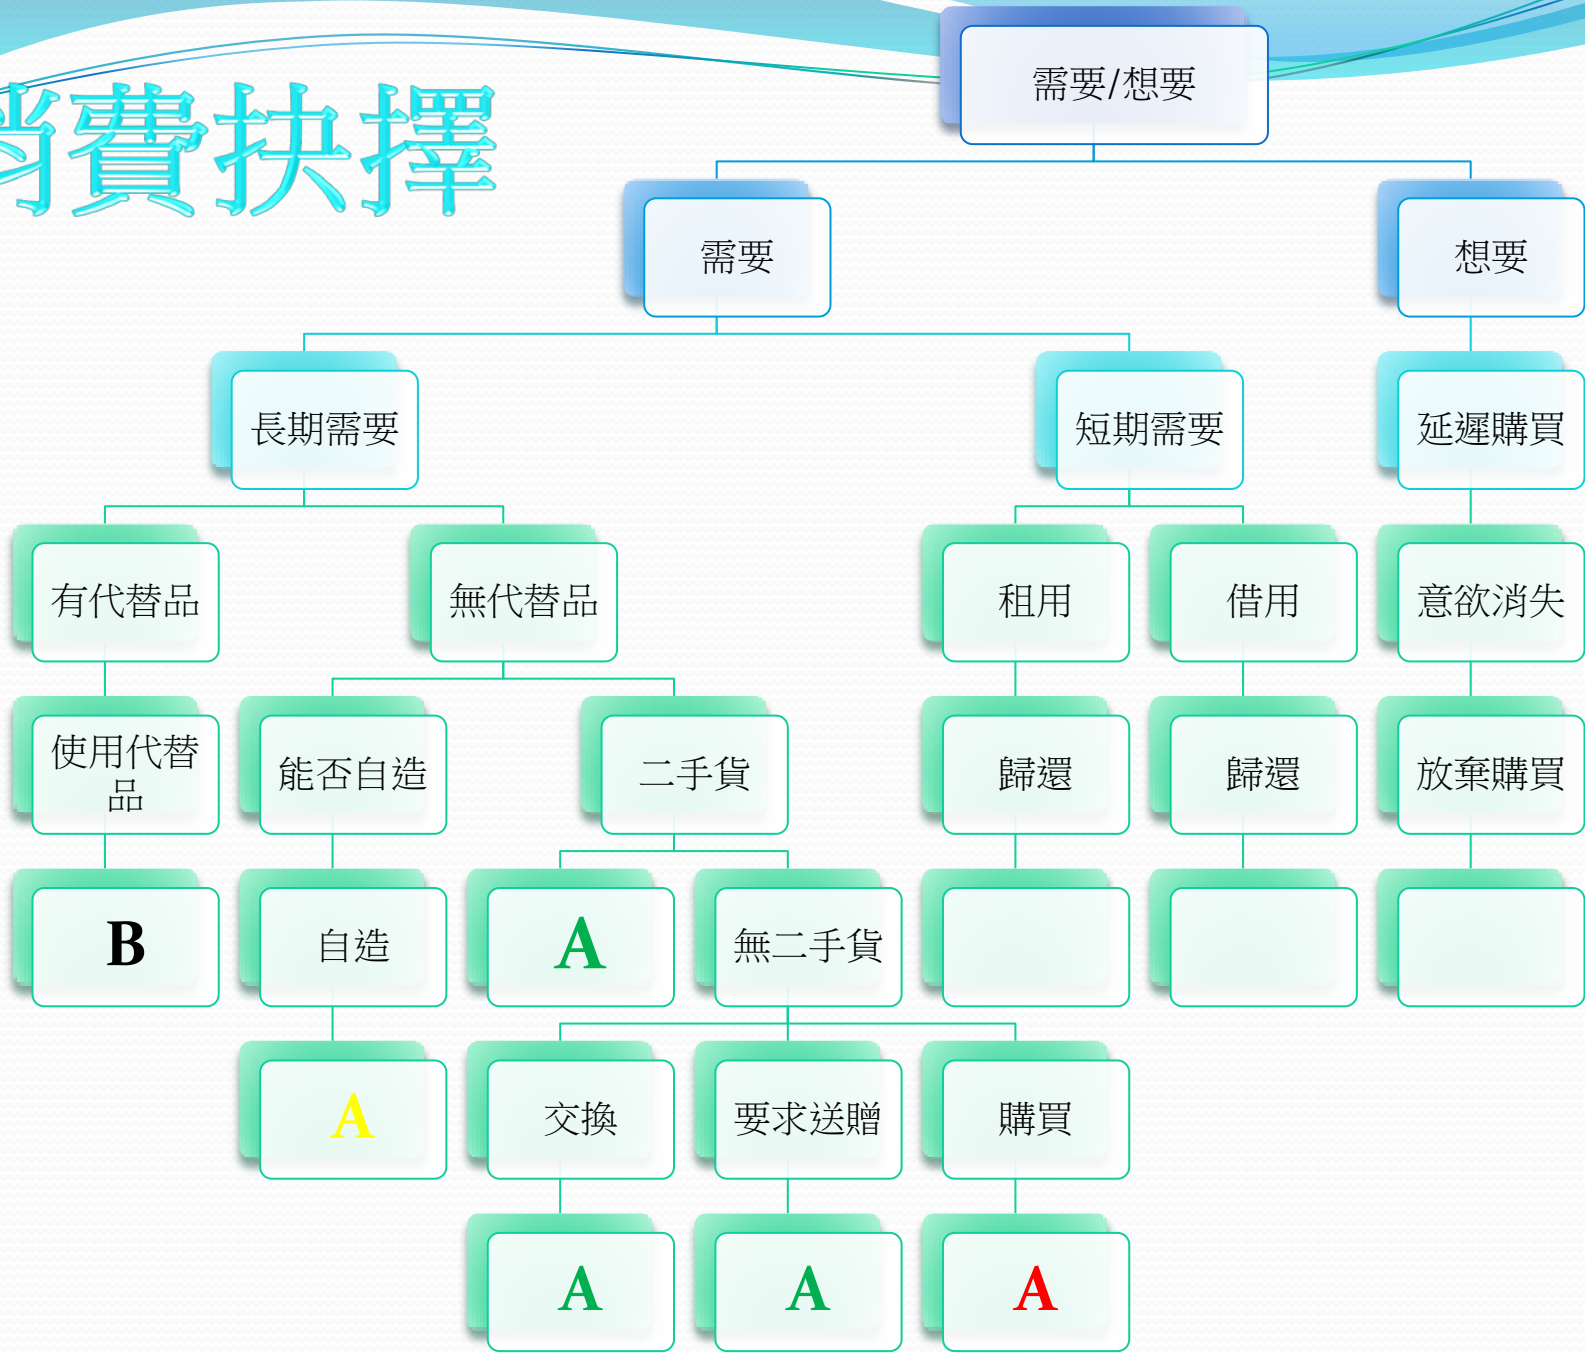 消費抉擇
需要/想要
需要
想要
長期需要
短期需要
延遲購買
有代替品
無代替品
租用
借用
意欲消失
使用代替
品
能否自造
二手貨
歸還
歸還
放棄購買
B
自造
A
無二手貨
A
交換
要求送贈
購買
A
A
A